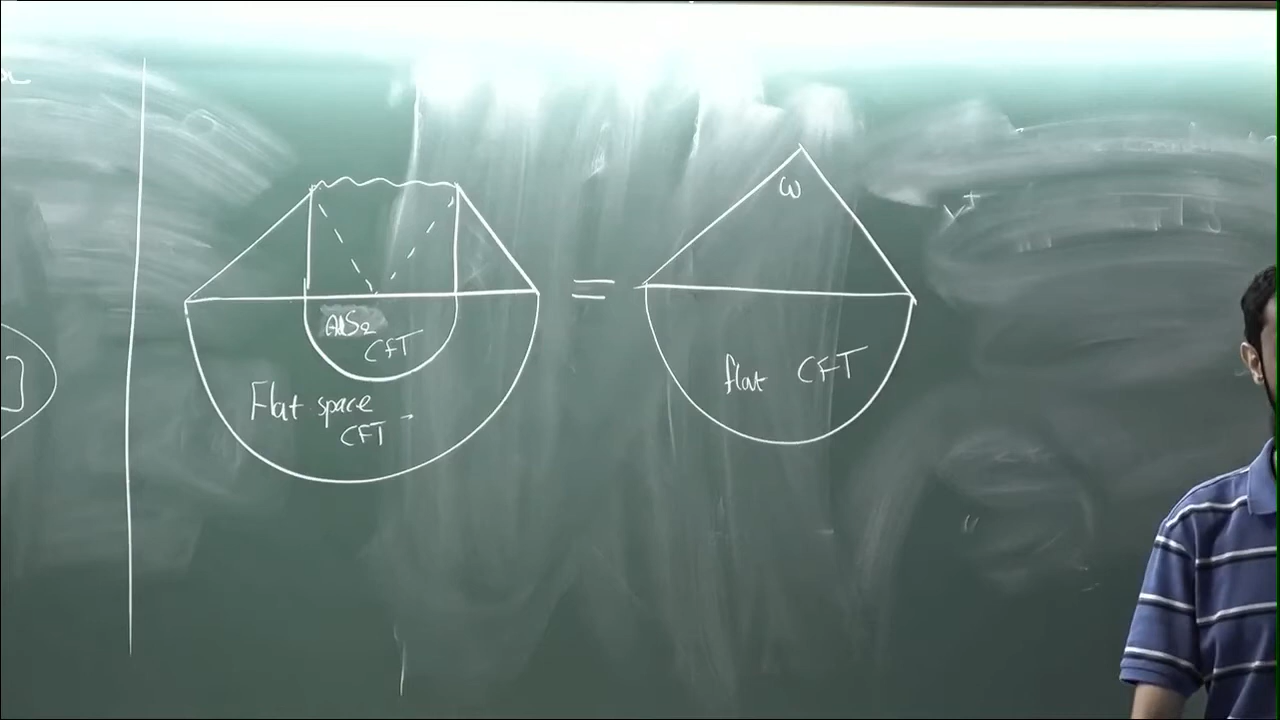 AdS₂
CFT
Flat space
CFT
=
ω
flat CFT
y⁺